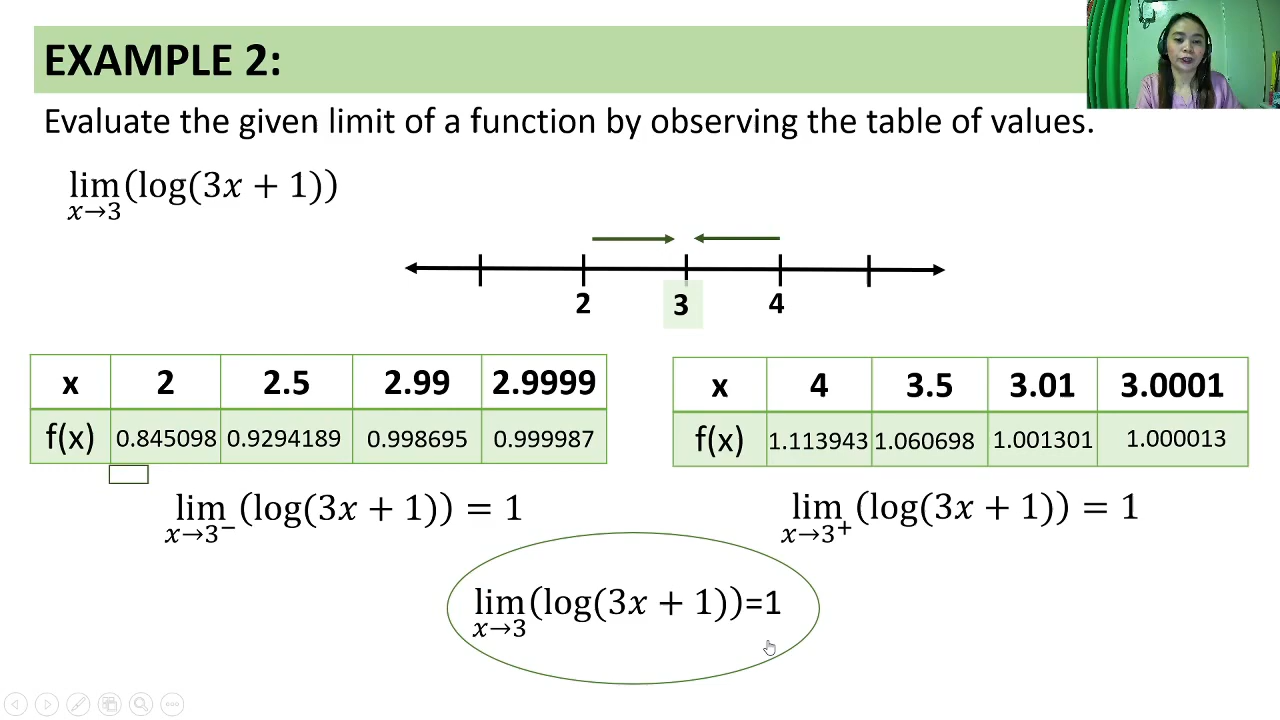 EXAMPLE 2:
Evaluate the given limit of a function by observing the table of values.
lim(log(3x + 1))
x→3
2 3 4
x 2 2.5 2.99 2.9999
f(x) 0.845098 0.9294189 0.998695 0.999987
x 4 3.5 3.01 3.0001
f(x) 1.113943 1.060698 1.001301 1.000013
lim (log(3x + 1)) = 1
x→3−
lim (log(3x + 1)) = 1
x→3+
lim(log(3x + 1))=1
x→3